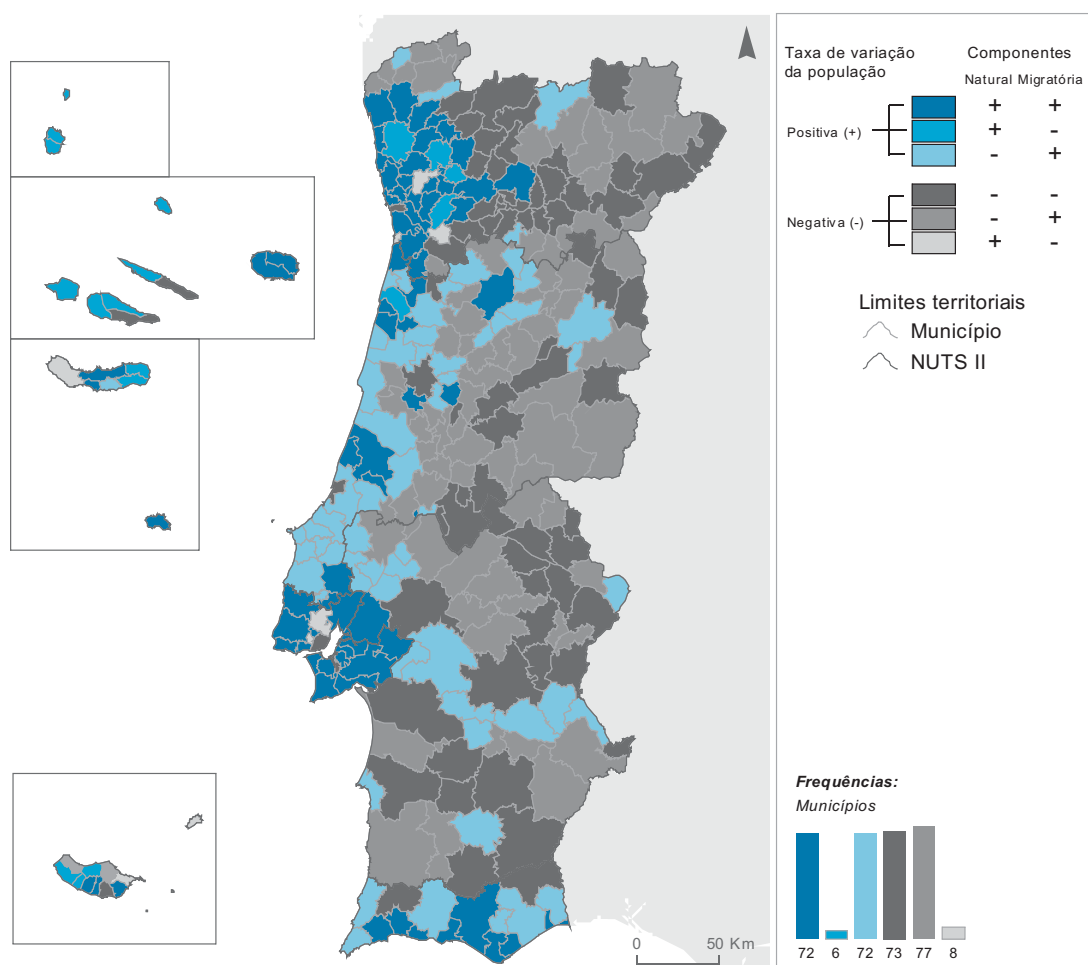 Taxa de variação
da população
Componentes
Natural Migratória
Positiva (+)
+ +
+ -
- +
Negativa (-)
- -
- +
+ -
Limites territoriais
Município
NUTS II
Frequências:
Municípios
72 6 72 73 77 8
0 50 Km